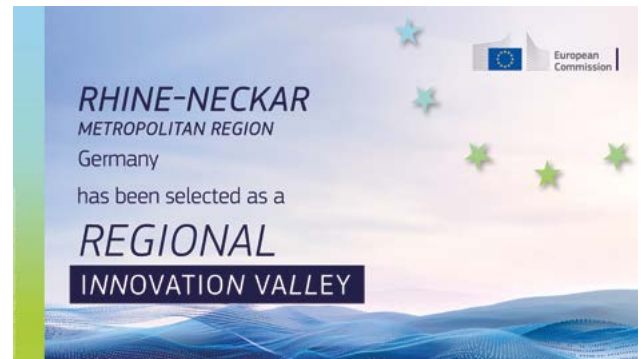 European
Commission
RHINE-NECKAR
METROPOLITAN REGION
Germany
has been selected as a
REGIONAL
INNOVATION VALLEY